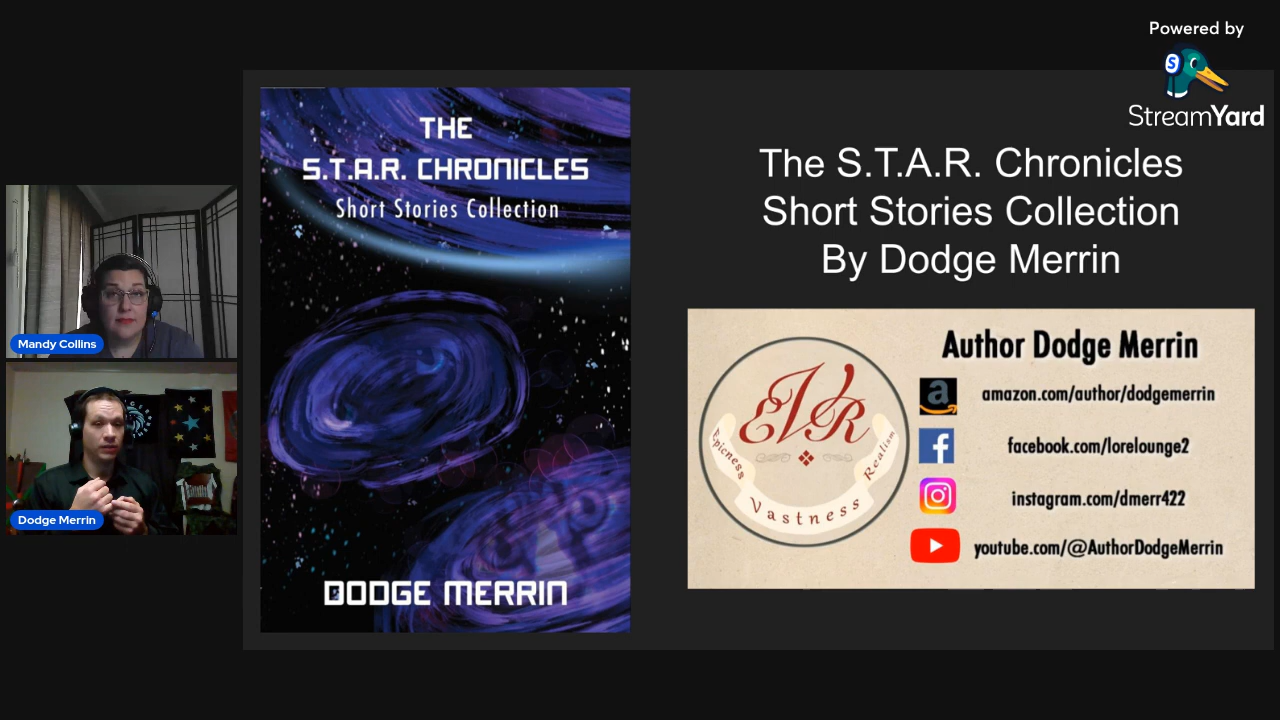 Powered by
StreamYard
S
THE
S.T.A.R. CHRONICLES
Short Stories Collection
DODGE MERRIN
The S.T.A.R. Chronicles
Short Stories Collection
By Dodge Merrin
Author Dodge Merrin
EVR
Epicness
Vastness
Realism
a
amazon.com/author/dodgemerrin
facebook.com/lorelounge2
instagram.com/dmerr422
youtube.com/@AuthorDodgeMerrin
Mandy Collins
Dodge Merrin